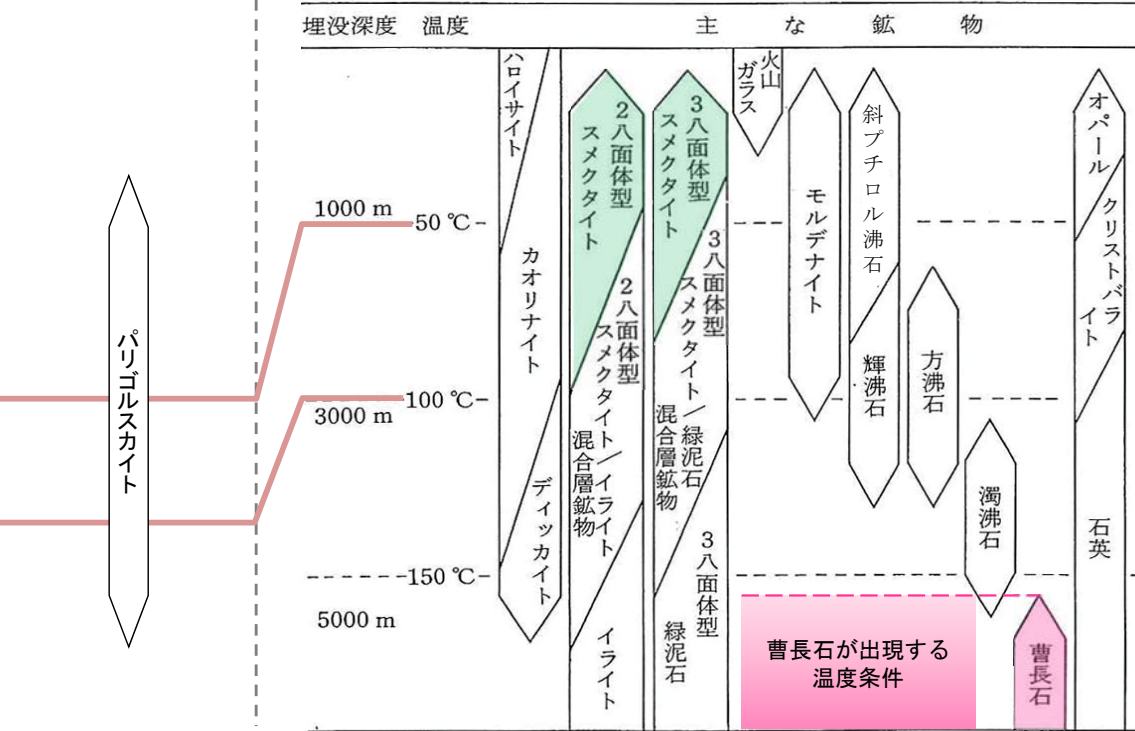 埋没深度 温度 主な鉱物
パリゴルスカイト
1000 m
50 ℃
3000 m
100 ℃
150 ℃
5000 m
ハロイサイト
カオリナイト
ディッカイト
2八面体型
スメクタイト
2八面体型
スメクタイト/イライト
混合層鉱物
イライト
3八面体型
スメクタイト
3八面体型
スメクタイト/緑泥石
混合層鉱物
3八面体型
緑泥石
火山
ガラス
モルデナイト
斜プチロル沸石
輝沸石
方沸石
濁沸石
曹長石が出現する
温度条件
曹長石
オパール
クリストバラ
イト
石英